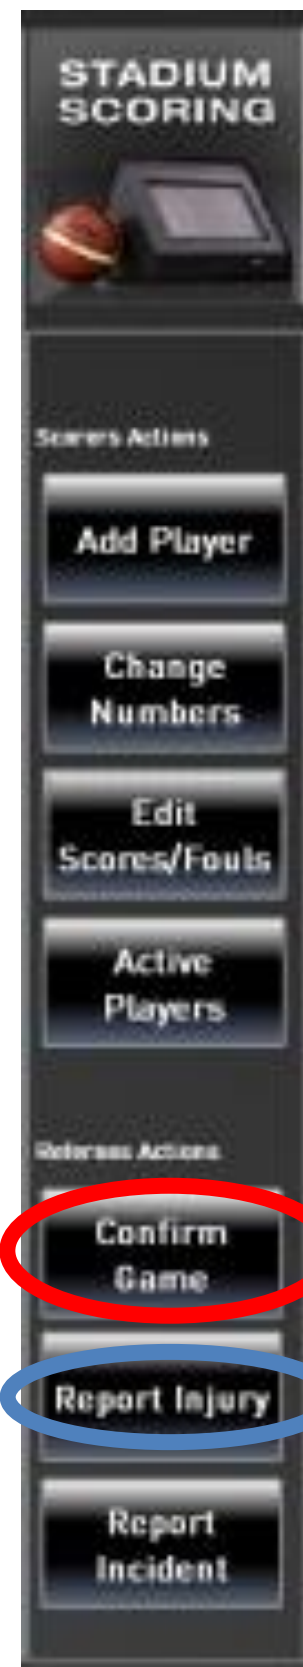 STADIUM
SCORING
Scorers Actions
Add Player
Change
Numbers
Edit
Scores/Fouls
Active
Players
Referees Actions
Confirm
Game
Report Injury
Report
Incident